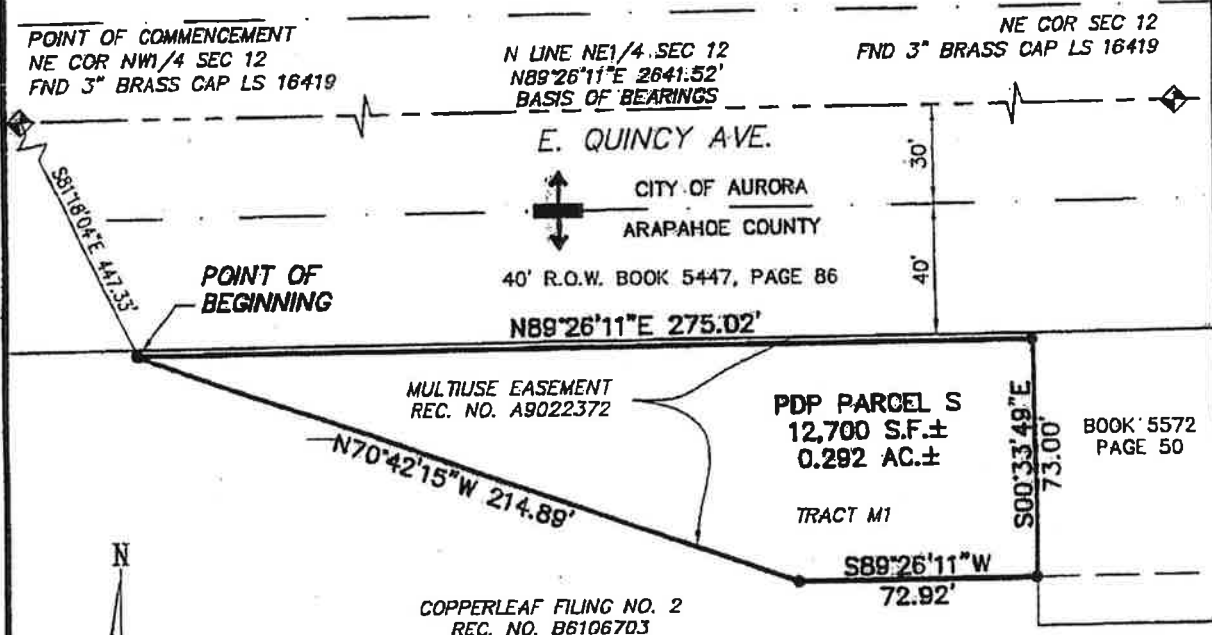 POINT OF COMMENCEMENT
NE COR NW1/4 SEC 12
FND 3" BRASS CAP LS 16419
N LINE NE1/4 SEC 12
N89°26'11"E 2641.52'
BASIS OF BEARINGS
NE COR SEC 12
FND 3" BRASS CAP LS 16419
E. QUINCY AVE.
30'
CITY OF AURORA
ARAPAHOE COUNTY
S81°18'04"E 447.33'
POINT OF
BEGINNING
40' R.O.W. BOOK 5447, PAGE 86
40'
N89°26'11"E 275.02'
MULTIUSE EASEMENT
REC. NO. A9022372
PDP PARCEL S
12,700 S.F.±
0.292 AC.±
S00°33'49"E
73.00'
BOOK 5572
PAGE 50
N70°42'15"W 214.89'
TRACT M1
S89°26'11"W
72.92'
N
COPPERLEAF FILING NO. 2
REC. NO. B6106703